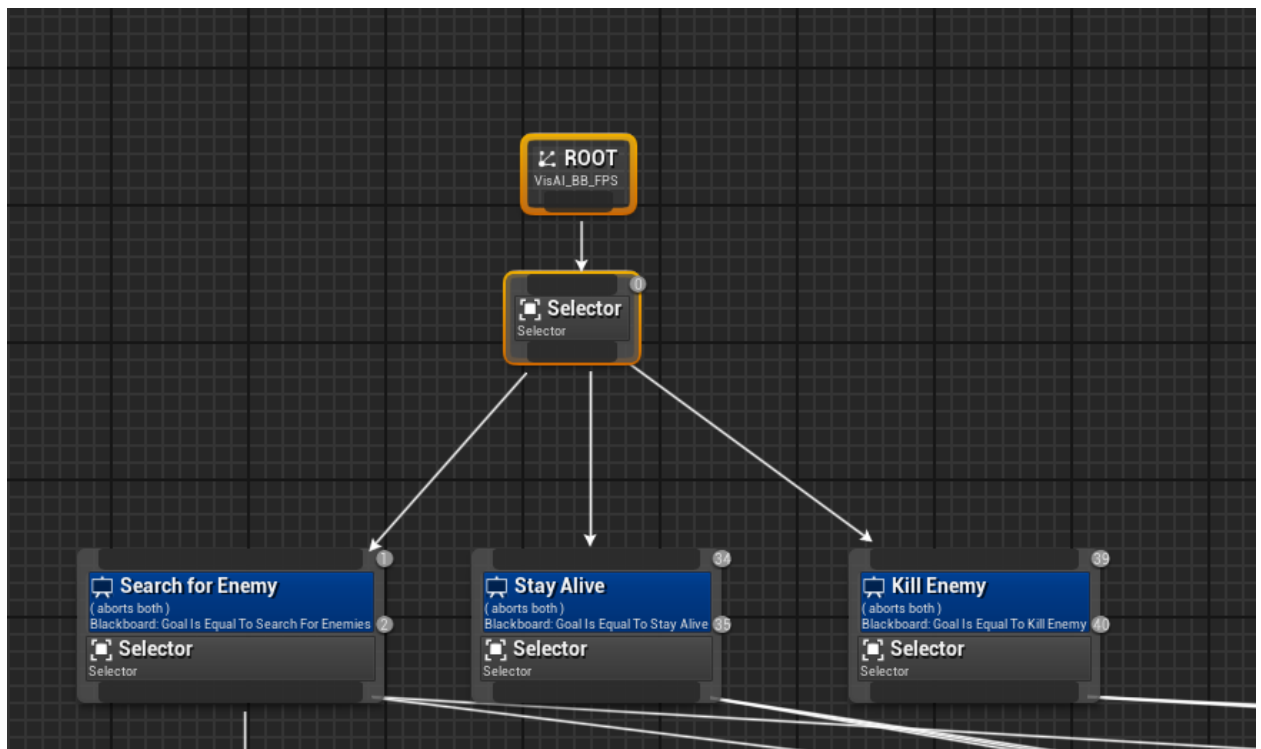 ROOT
VisAI_BB_FPS
0
Selector
Selector
1
Search for Enemy
( aborts both )
Blackboard: Goal Is Equal To Search For Enemies
2
Selector
Selector
34
Stay Alive
( aborts both )
Blackboard: Goal Is Equal To Stay Alive
35
Selector
Selector
39
Kill Enemy
( aborts both )
Blackboard: Goal Is Equal To Kill Enemy
40
Selector
Selector